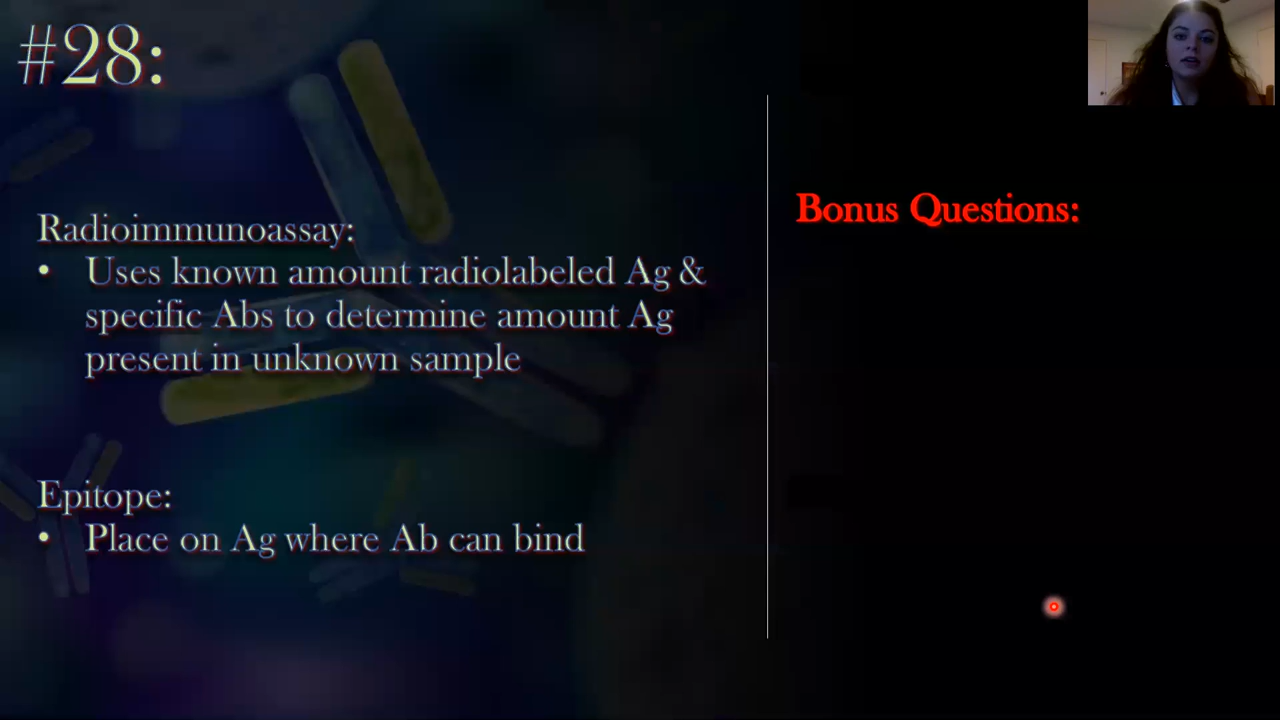 #28:
Radioimmunoassay:
• Uses known amount radiolabeled Ag &
specific Abs to determine amount Ag
present in unknown sample
Epitope:
• Place on Ag where Ab can bind
Bonus Questions: